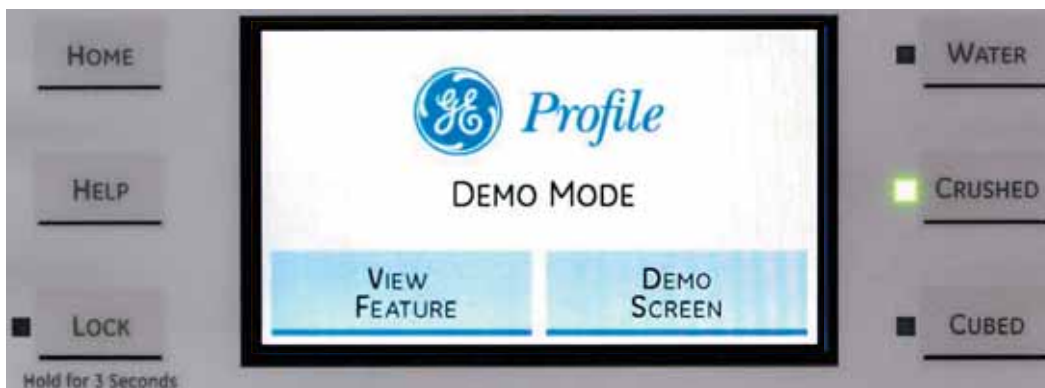 HOME
HELP
LOCK
Hold for 3 Seconds
GE Profile
DEMO MODE
VIEW
FEATURE
DEMO
SCREEN
WATER
CRUSHED
CUBED